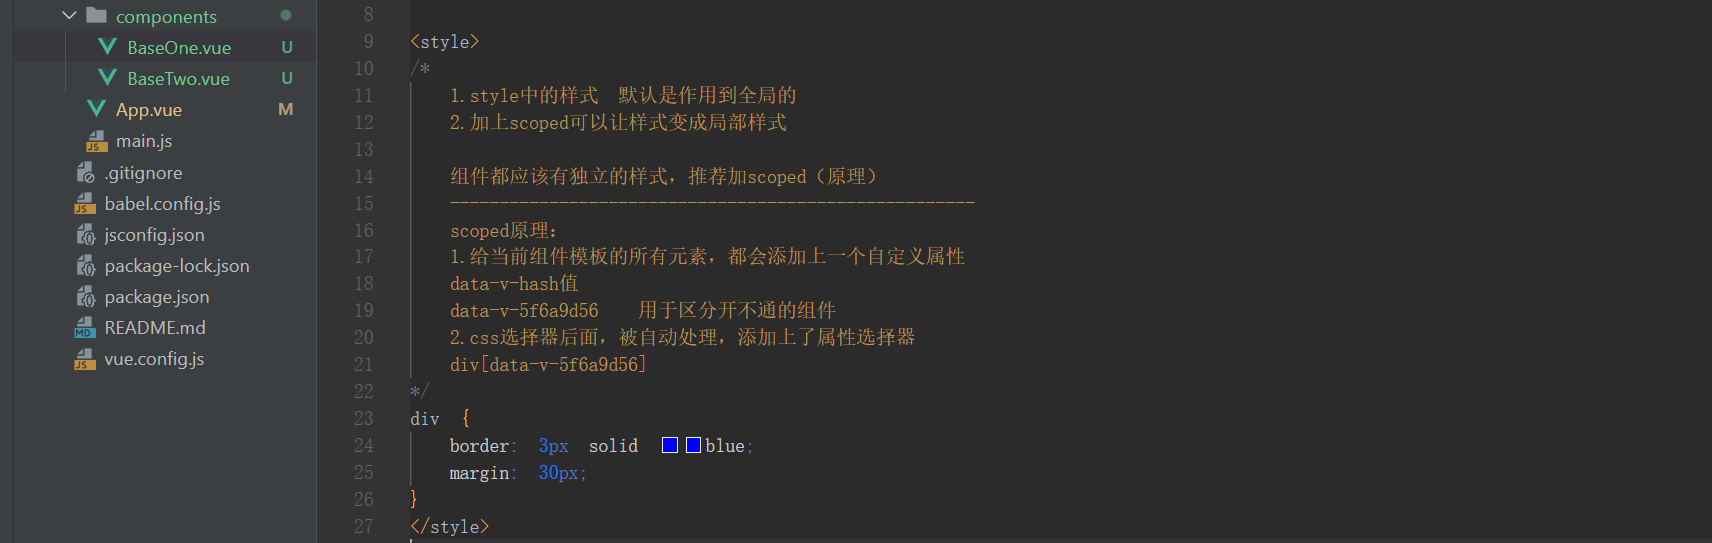 components
BaseOne.vue U
BaseTwo.vue U
App.vue M
JS main.js
.gitignore
JS babel.config.js
jsconfig.json
package-lock.json
package.json
MD README.md
JS vue.config.js
8
9 <style>
10 /*
11 1.style中的样式 默认是作用到全局的
12 2.加上scoped可以让样式变成局部样式
13
14 组件都应该有独立的样式，推荐加scoped（原理）
15 -----------------------------------------------------
16 scoped原理：
17 1.给当前组件模板的所有元素，都会添加上一个自定义属性
18 data-v-hash值
19 data-v-5f6a9d56 用于区分开不通的组件
20 2.css选择器后面，被自动处理，添加上了属性选择器
21 div[data-v-5f6a9d56]
22 */
23 div {
24 border: 3px solid blue;
25 margin: 30px;
26 }
27 </style>